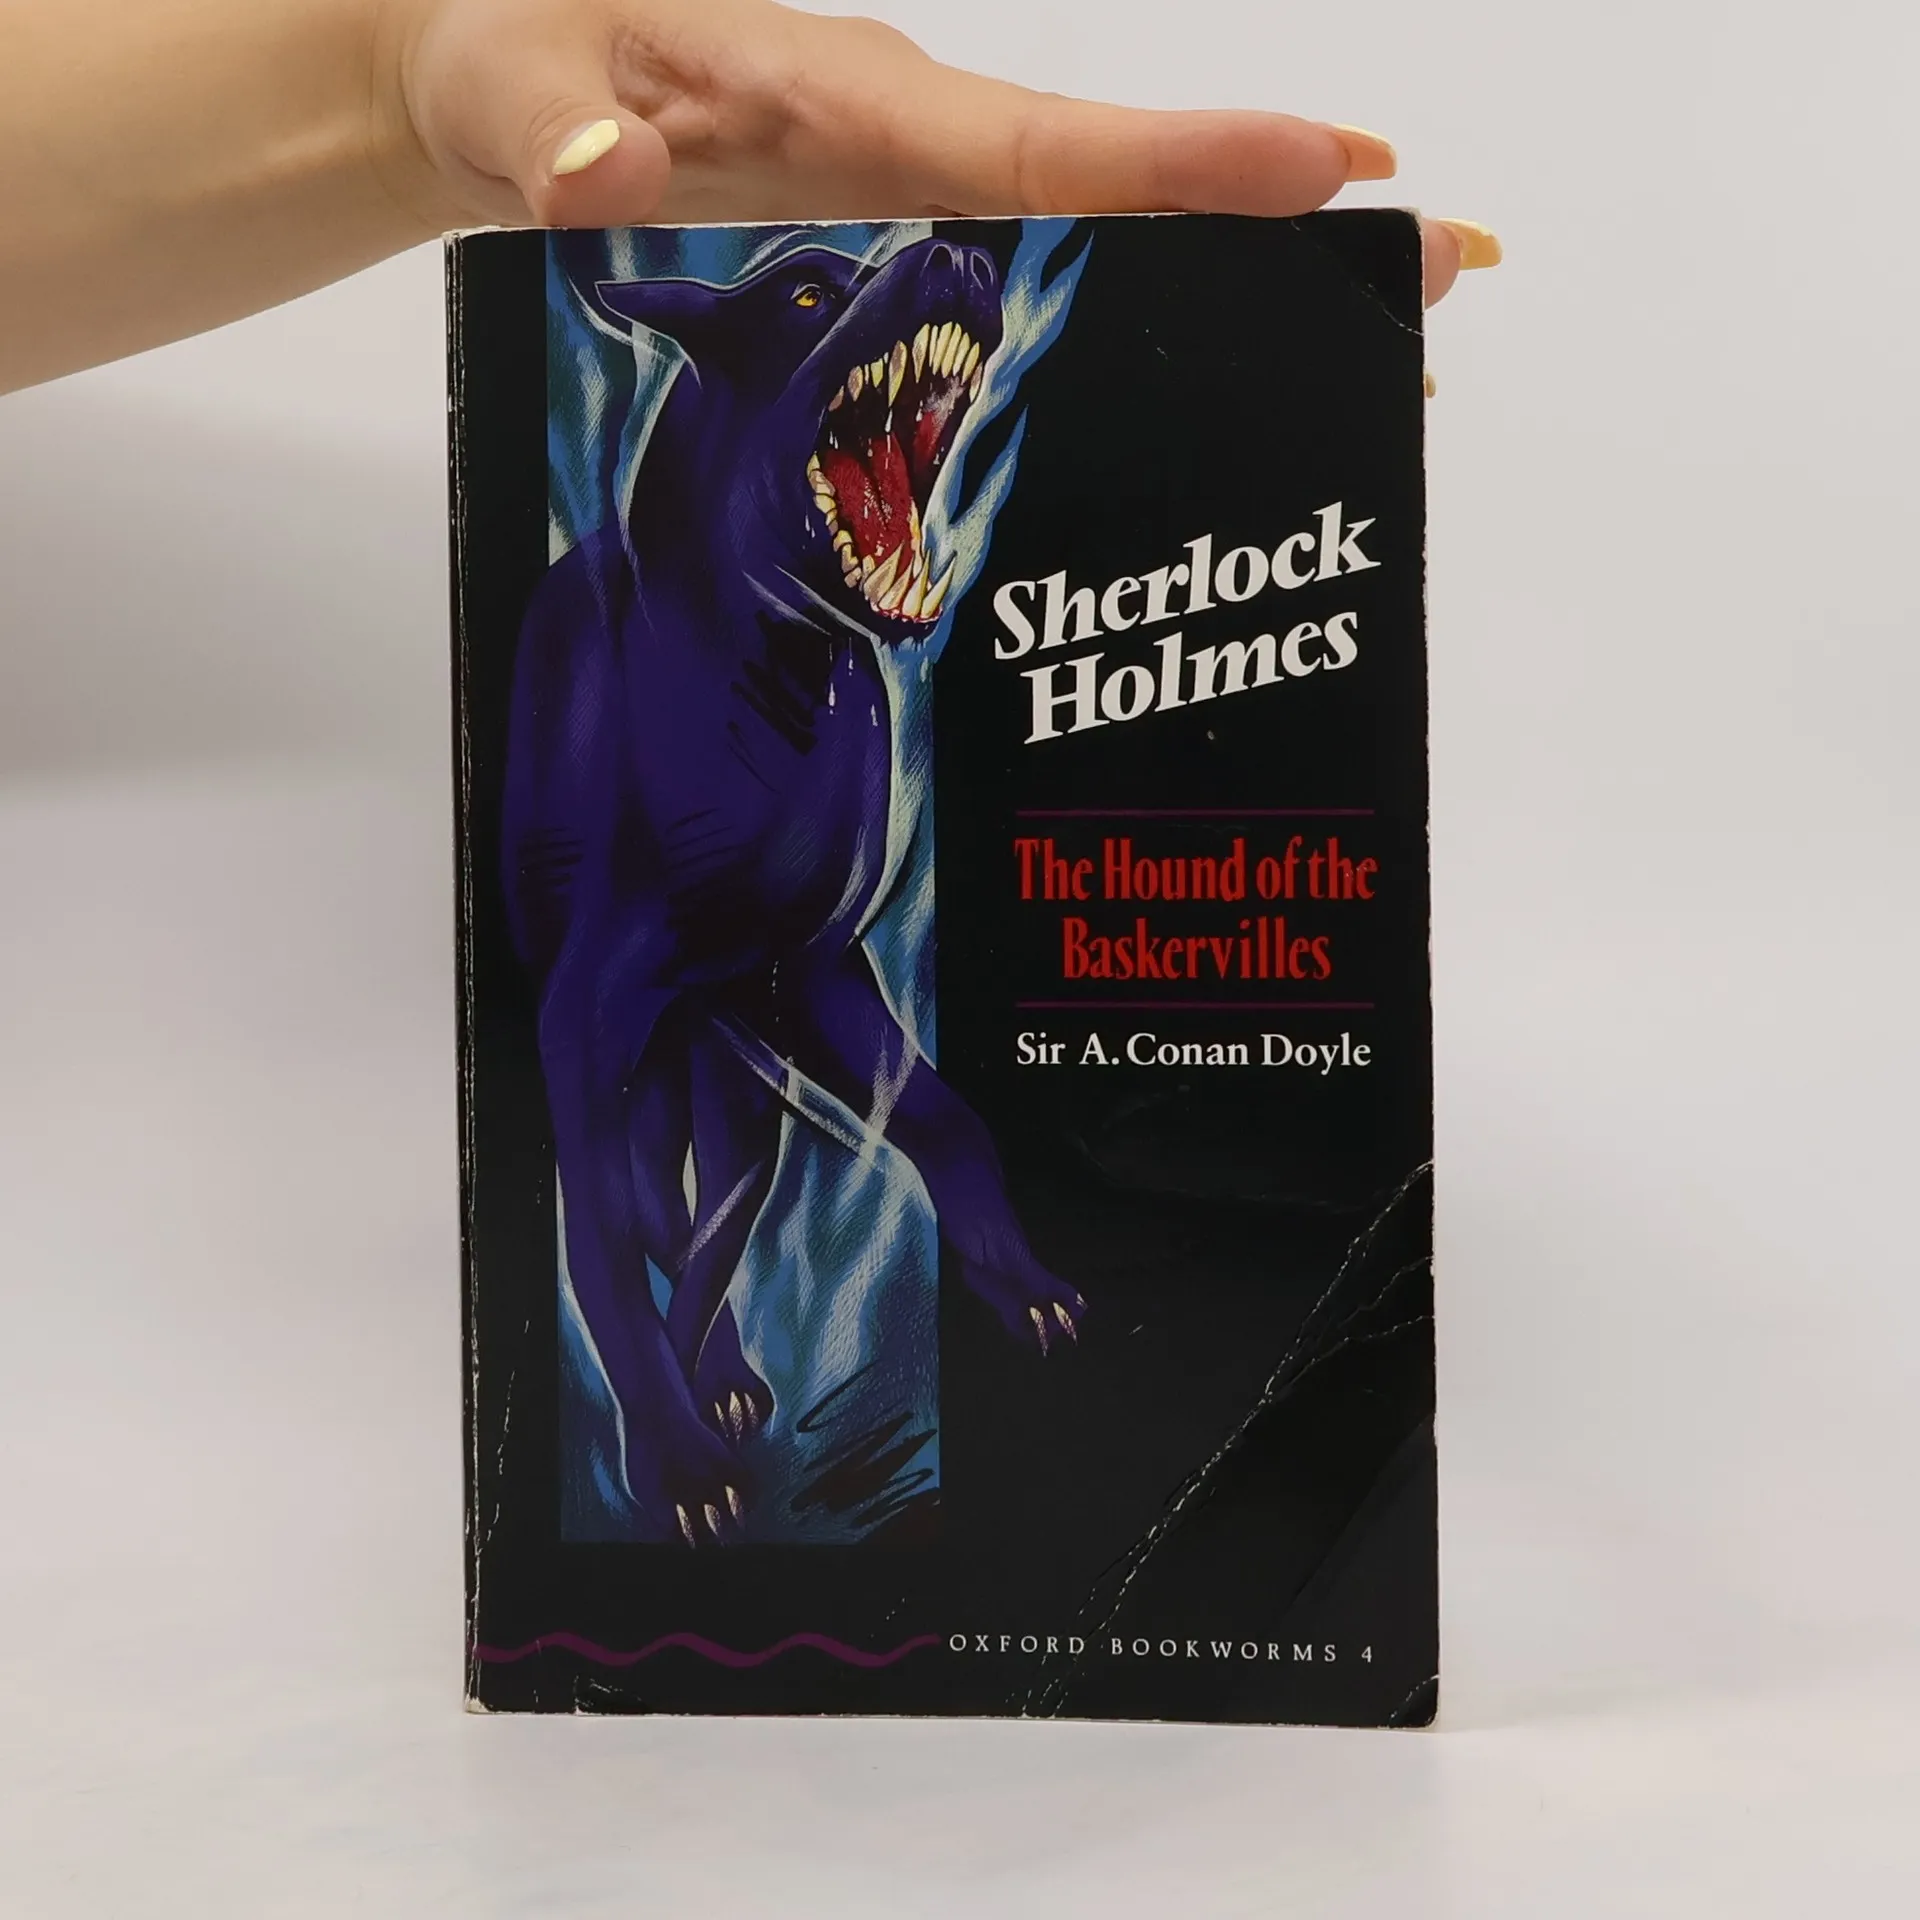 Sherlock
Holmes
The Hound of the
Baskervilles
Sir A. Conan Doyle
OXFORD BOOKWORMS 4